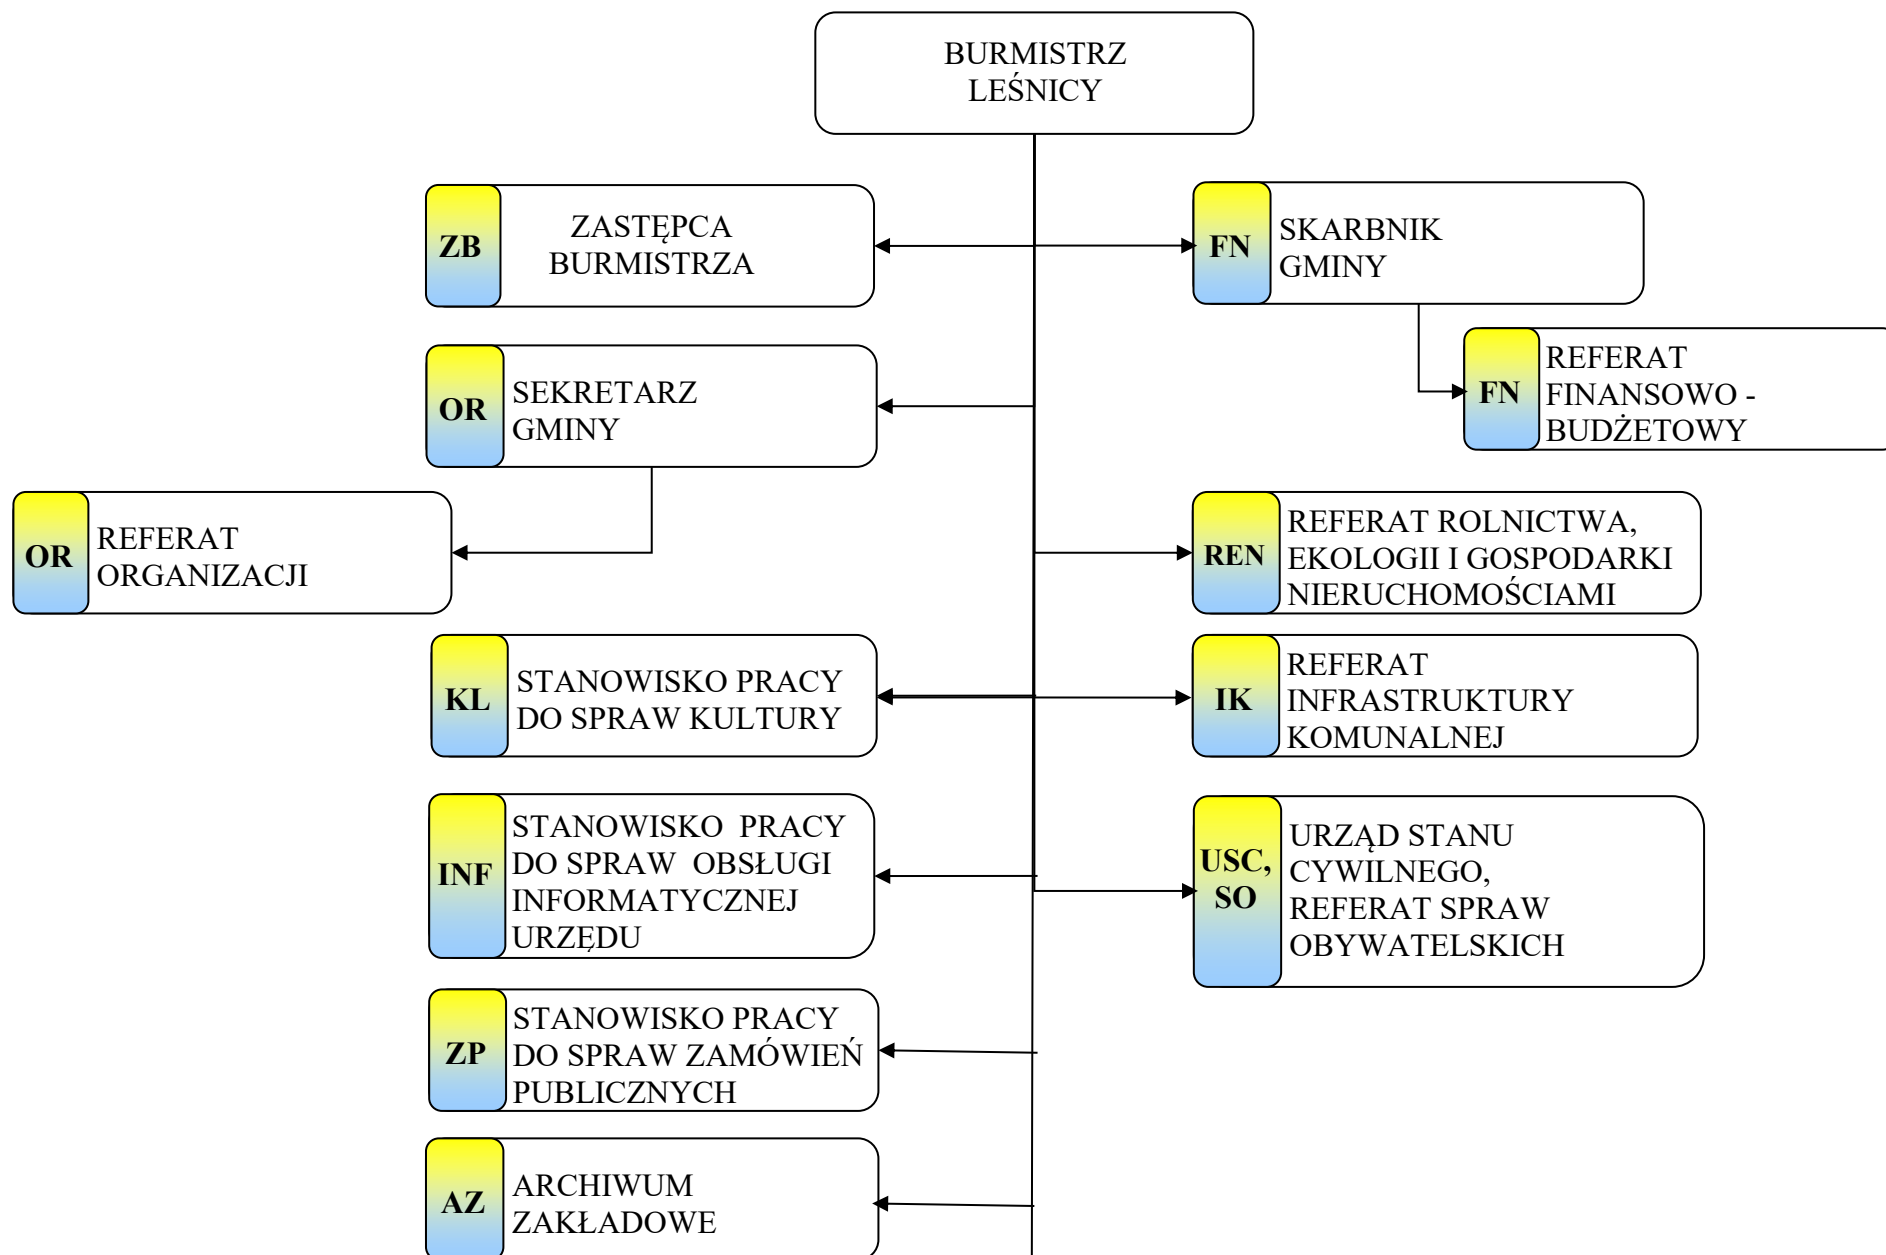 BURMISTRZ
LEŚNICY
ZB
ZASTĘPCA
BURMISTRZA
FN
SKARBNIK
GMINY
FN
REFERAT
FINANSOWO -
BUDŻETOWY
OR
SEKRETARZ
GMINY
OR
REFERAT
ORGANIZACJI
REN
REFERAT ROLNICTWA,
EKOLOGII I GOSPODARKI
NIERUCHOMOŚCIAMI
KL
STANOWISKO PRACY
DO SPRAW KULTURY
IK
REFERAT
INFRASTRUKTURY
KOMUNALNEJ
INF
STANOWISKO PRACY
DO SPRAW OBSŁUGI
INFORMATYCZNEJ
URZĘDU
USC,
SO
URZĄD STANU
CYWILNEGO,
REFERAT SPRAW
OBYWATELSKICH
ZP
STANOWISKO PRACY
DO SPRAW ZAMÓWIEŃ
PUBLICZNYCH
AZ
ARCHIWUM
ZAKŁADOWE